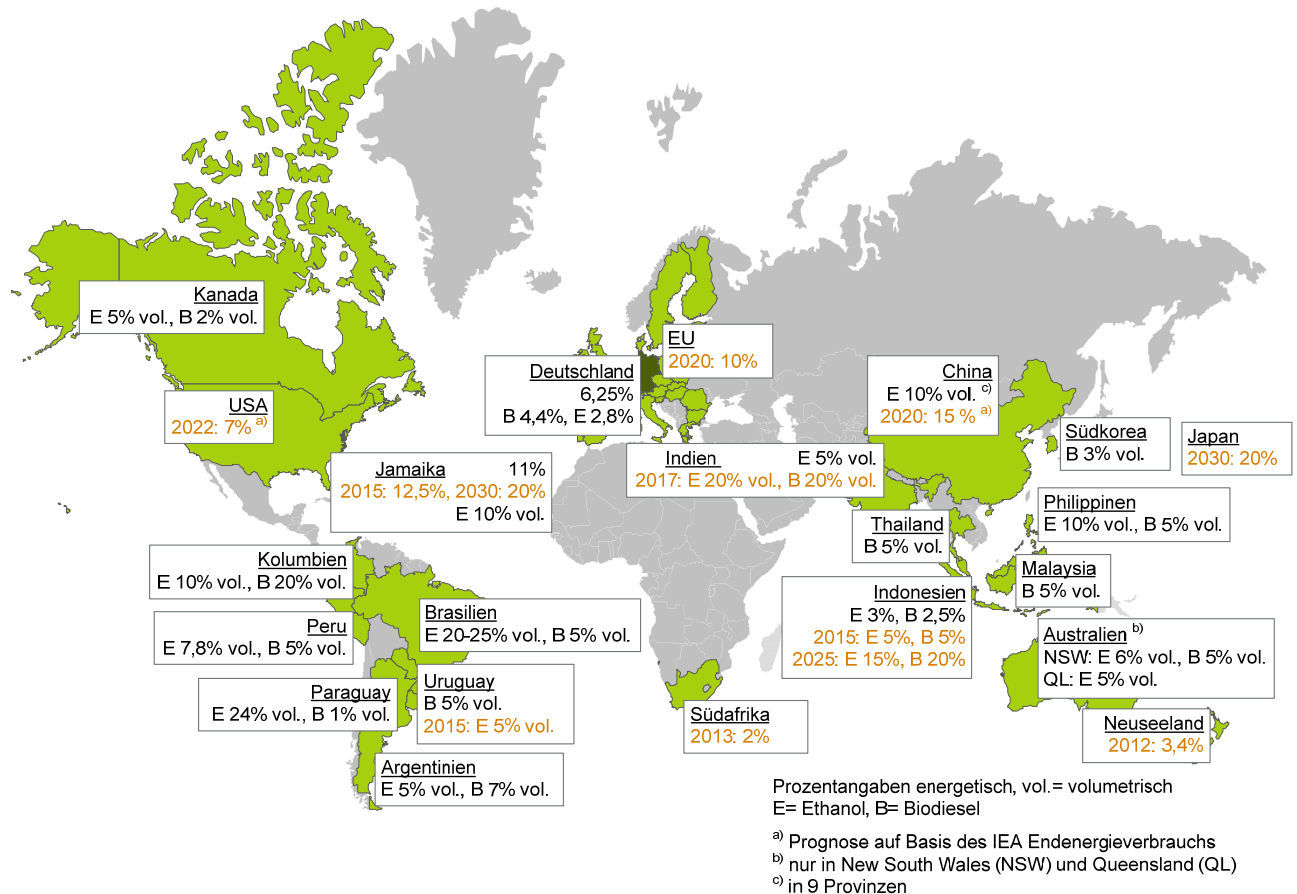 Kanada
E 5% vol., B 2% vol.
USA
2022: 7% a)
Deutschland
6,25%
B 4,4%, E 2,8%
EU
2020: 10%
China
E 10% vol. c)
2020: 15 % a)
Südkorea
B 3% vol.
Japan
2030: 20%
Jamaika 11%
2015: 12,5%, 2030: 20%
E 10% vol.
Indien E 5% vol.
2017: E 20% vol., B 20% vol.
Philippinen
E 10% vol., B 5% vol.
Thailand
B 5% vol.
Kolumbien
E 10% vol., B 20% vol.
Malaysia
B 5% vol.
Brasilien
E 20-25% vol., B 5% vol.
Indonesien
E 3%, B 2,5%
2015: E 5%, B 5%
2025: E 15%, B 20%
Peru
E 7,8% vol., B 5% vol.
Australien b)
NSW: E 6% vol., B 5% vol.
QL: E 5% vol.
Uruguay
B 5% vol.
2015: E 5% vol.
Paraguay
E 24% vol., B 1% vol.
Südafrika
2013: 2%
Neuseeland
2012: 3,4%
Argentinien
E 5% vol., B 7% vol.
Prozentangaben energetisch, vol.= volumetrisch
E= Ethanol, B= Biodiesel
a) Prognose auf Basis des IEA Endenergieverbrauchs
b) nur in New South Wales (NSW) und Queensland (QL)
c) in 9 Provinzen